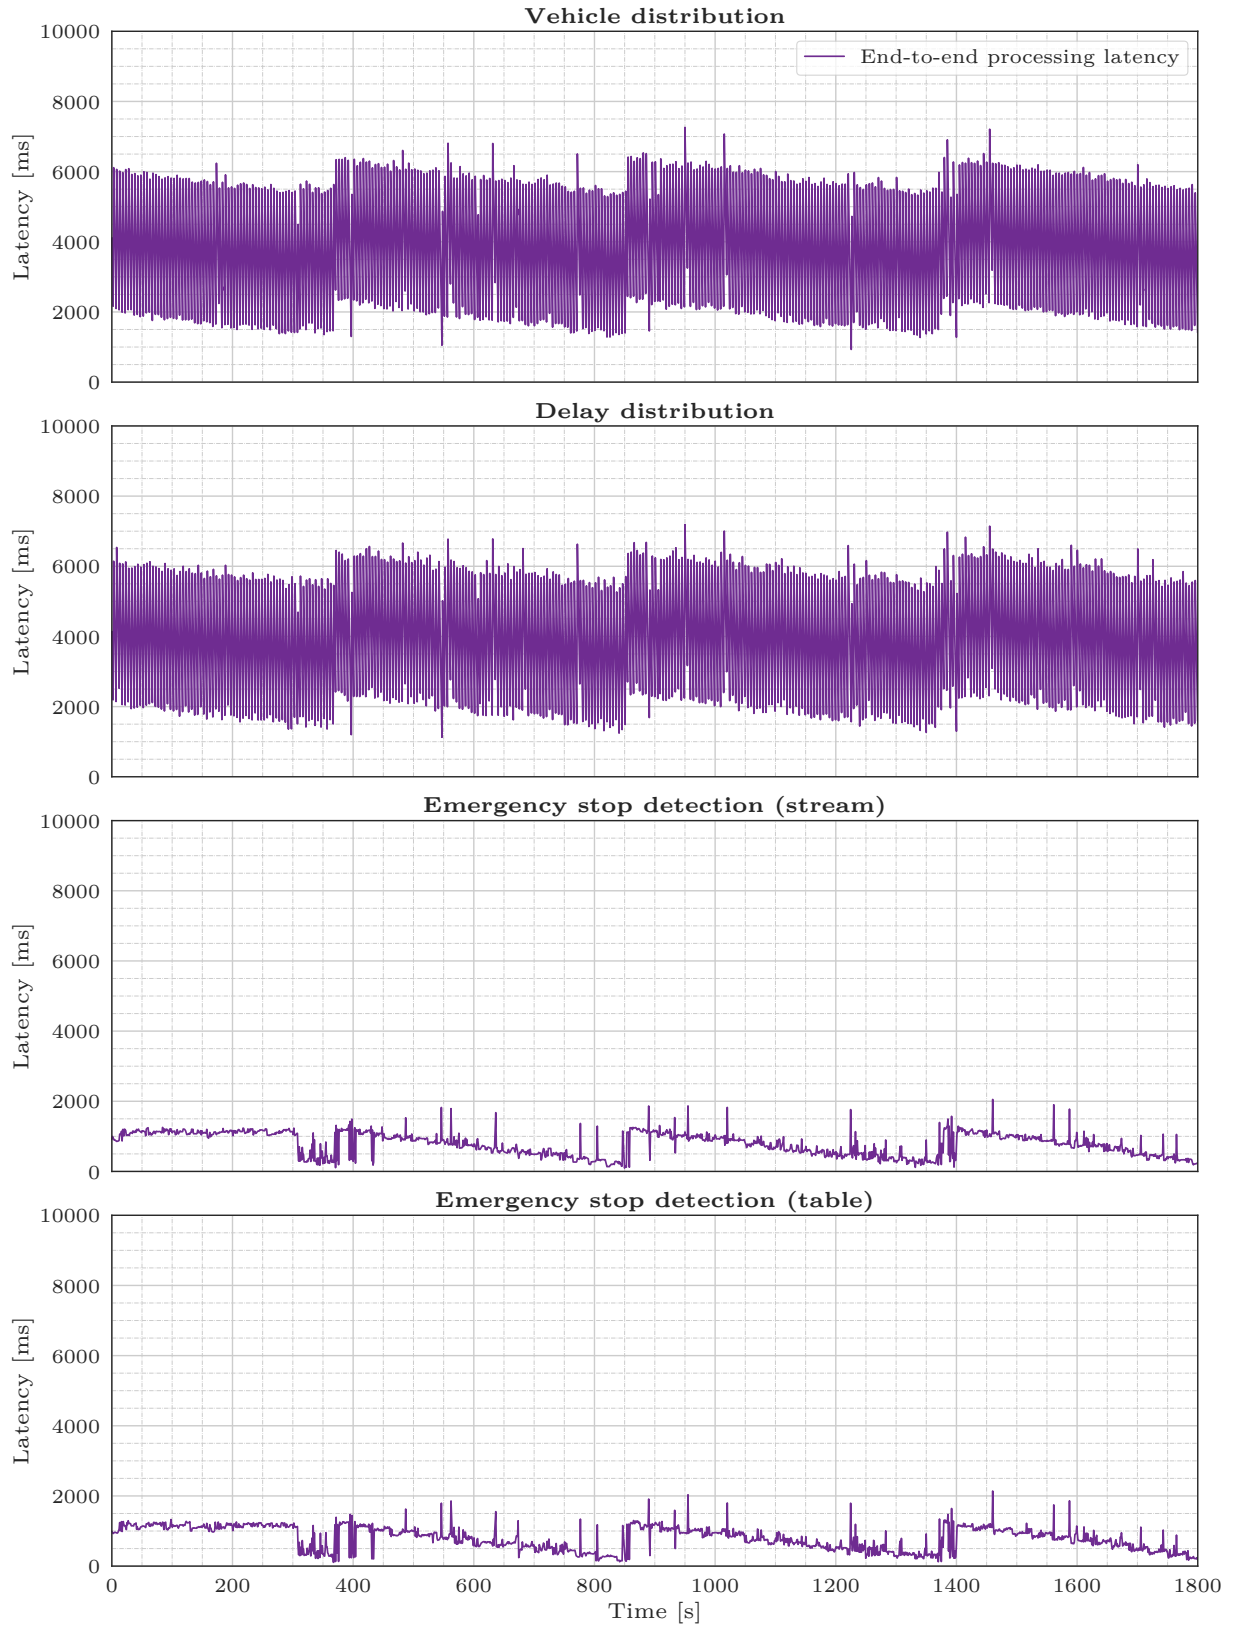 Vehicle distribution
10000
8000
6000
4000
2000
0
Latency [ms]
End-to-end processing latency
Delay distribution
10000
8000
6000
4000
2000
0
Latency [ms]
Emergency stop detection (stream)
10000
8000
6000
4000
2000
0
Latency [ms]
Emergency stop detection (table)
10000
8000
6000
4000
2000
0
Latency [ms]
0 200 400 600 800 1000 1200 1400 1600 1800
Time [s]